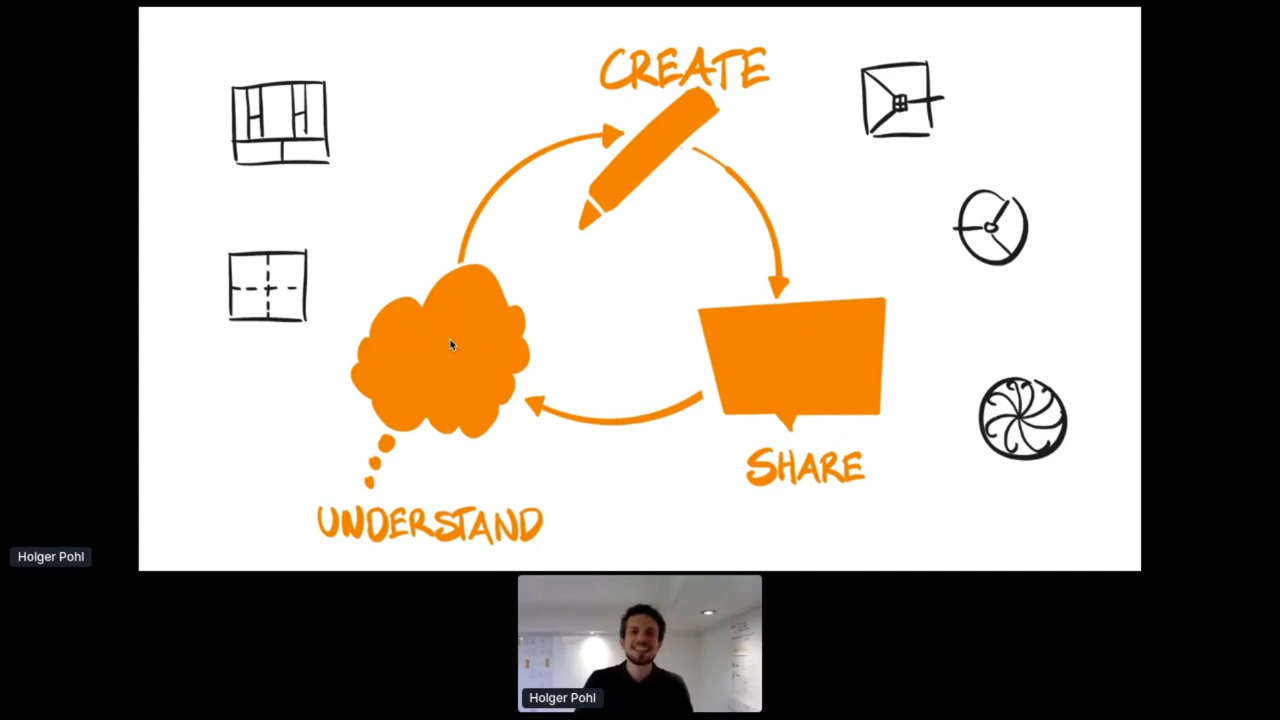 CREATE
SHARE
UNDERSTAND
Holger Pohl
Holger Pohl